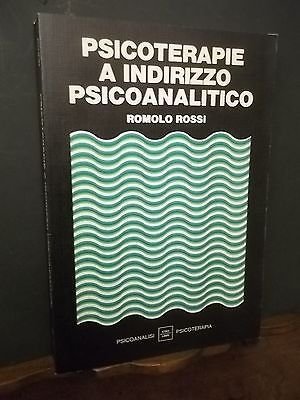 PSICOTERAPIE
A INDIRIZZO
PSICOANALITICO
ROMOLO ROSSI
PSICOANALISI PSICOTERAPIA